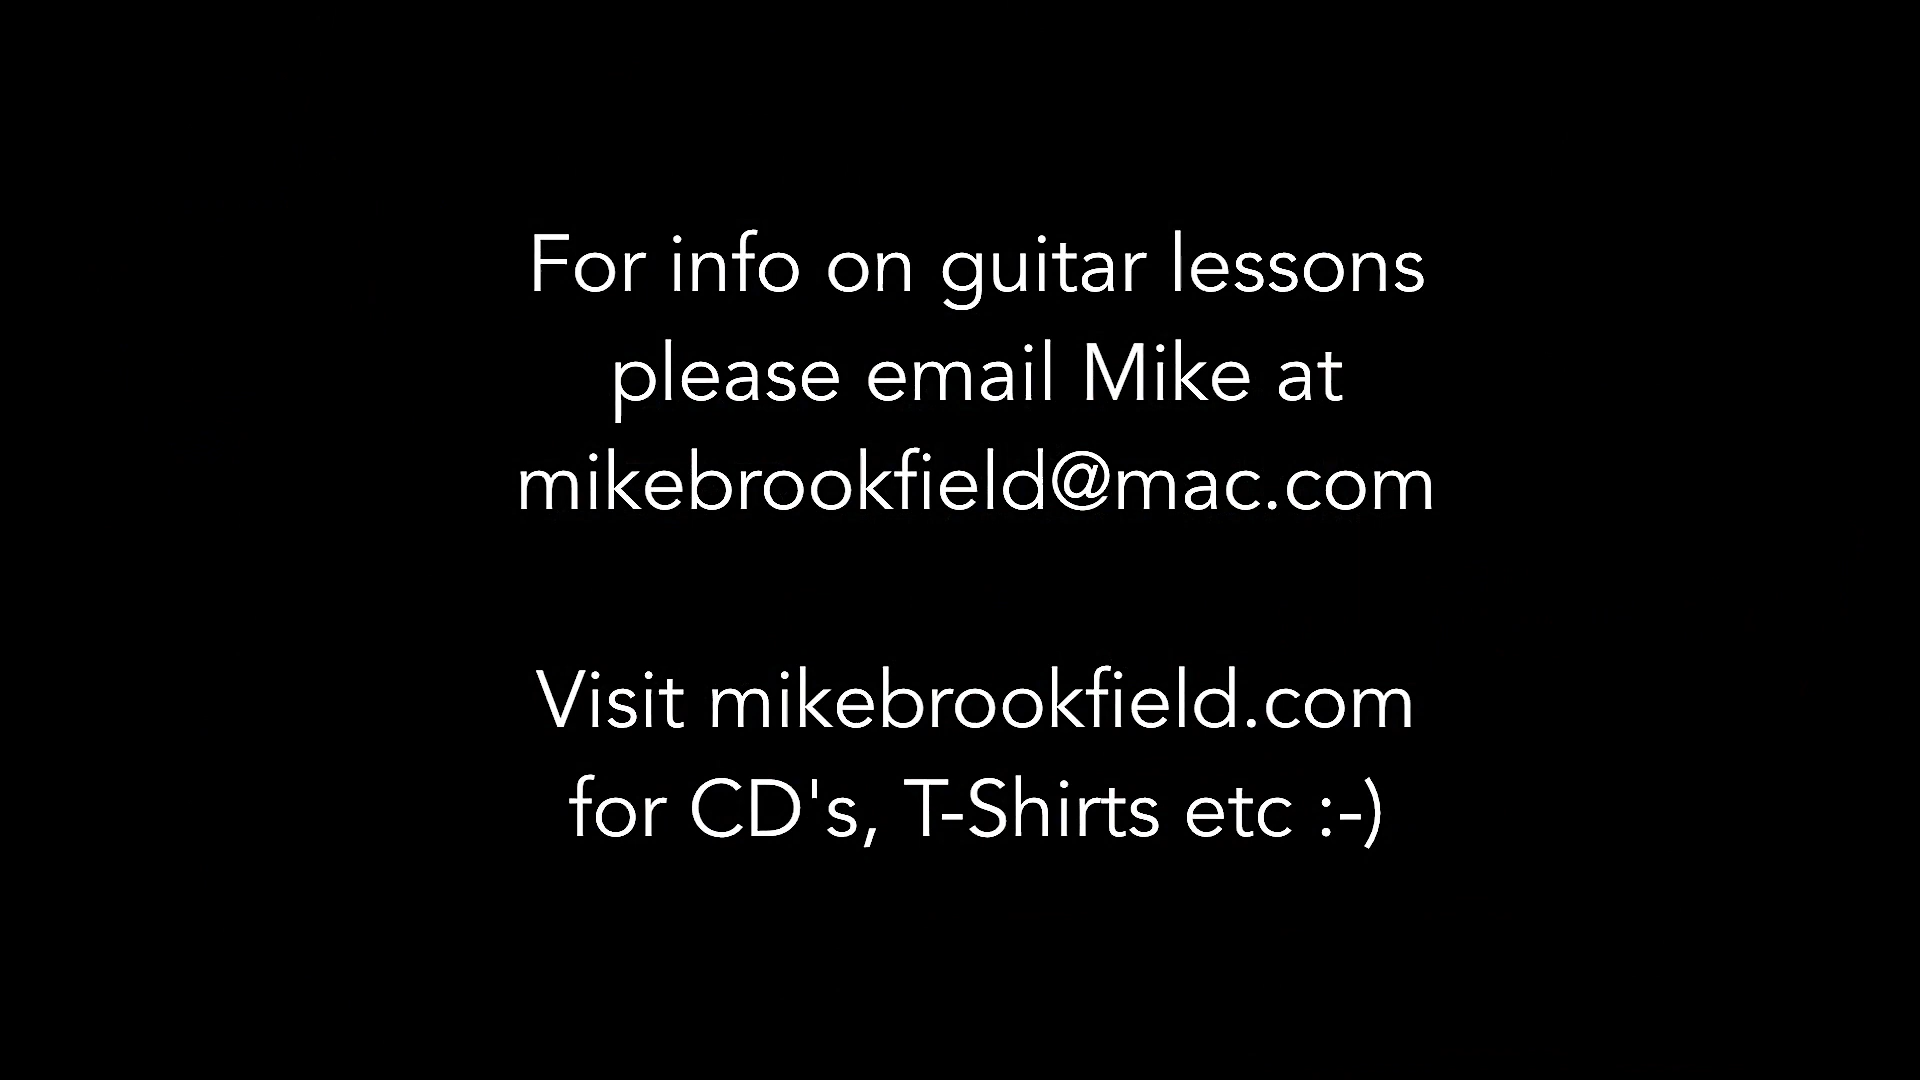 For info on guitar lessons
please email Mike at
mikebrookfield@mac.com
Visit mikebrookfield.com
for CD's, T-Shirts etc :-)